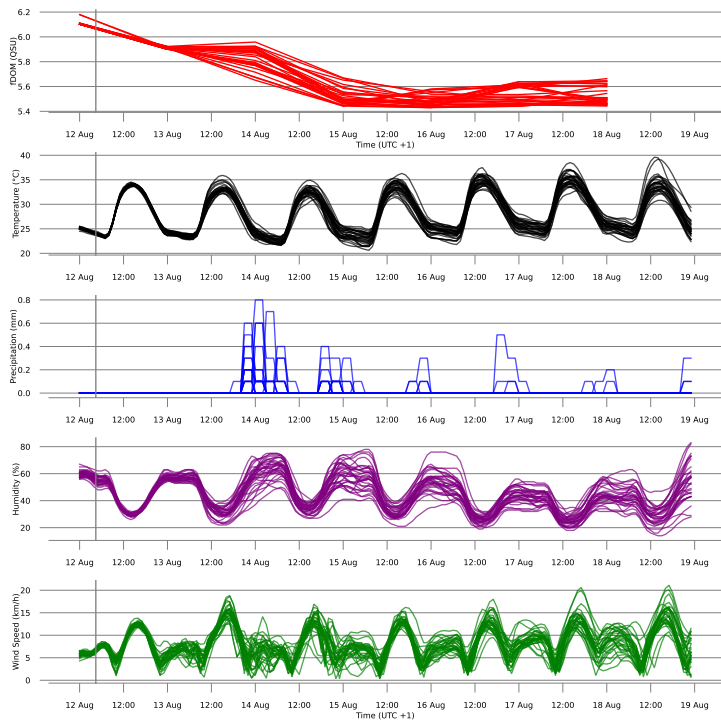 6.2
6.0
5.8
5.6
5.4
fDOM (QSU)
12 Aug 12:00 13 Aug 12:00 14 Aug 12:00 15 Aug 12:00 16 Aug 12:00 17 Aug 12:00 18 Aug 12:00 19 Aug
Time (UTC +1)
40
35
30
25
20
Temperature (°C)
12 Aug 12:00 13 Aug 12:00 14 Aug 12:00 15 Aug 12:00 16 Aug 12:00 17 Aug 12:00 18 Aug 12:00 19 Aug
0.8
0.6
0.4
0.2
0.0
Precipitation (mm)
12 Aug 12:00 13 Aug 12:00 14 Aug 12:00 15 Aug 12:00 16 Aug 12:00 17 Aug 12:00 18 Aug 12:00 19 Aug
80
60
40
20
Humidity (%)
12 Aug 12:00 13 Aug 12:00 14 Aug 12:00 15 Aug 12:00 16 Aug 12:00 17 Aug 12:00 18 Aug 12:00 19 Aug
20
15
10
5
0
Wind Speed (km/h)
12 Aug 12:00 13 Aug 12:00 14 Aug 12:00 15 Aug 12:00 16 Aug 12:00 17 Aug 12:00 18 Aug 12:00 19 Aug
Time (UTC +1)